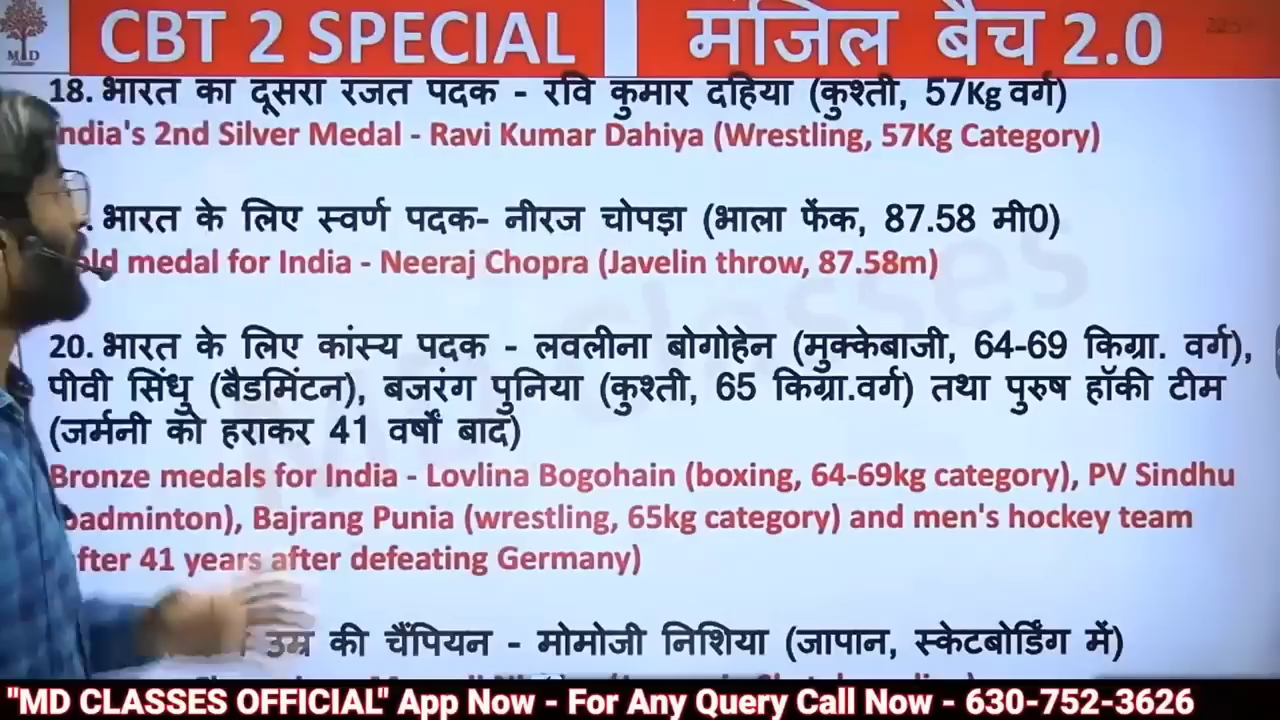 MD
CBT 2 SPECIAL | मंजिल बैच 2.0
18. भारत का दूसरा रजत पदक - रवि कुमार दहिया (कुश्ती, 57Kg वर्ग)
India's 2nd Silver Medal - Ravi Kumar Dahiya (Wrestling, 57Kg Category)
. भारत के लिए स्वर्ण पदक- नीरज चोपड़ा (भाला फेंक, 87.58 मी0)
old medal for India - Neeraj Chopra (Javelin throw, 87.58m)
20. भारत के लिए कांस्य पदक - लवलीना बोगोहेन (मुक्केबाजी, 64-69 किग्रा. वर्ग),
पीवी सिंधु (बैडमिंटन), बजरंग पुनिया (कुश्ती, 65 किग्रा.वर्ग) तथा पुरुष हॉकी टीम
(जर्मनी को हराकर 41 वर्षों बाद)
Bronze medals for India - Lovlina Bogohain (boxing, 64-69kg category), PV Sindhu
badminton), Bajrang Punia (wrestling, 65kg category) and men's hockey team
fter 41 years after defeating Germany)
उम्र की चैंपियन - मोमोजी निशिया (जापान, स्केटबोर्डिंग में)
"MD CLASSES OFFICIAL" App Now - For Any Query Call Now - 630-752-3626